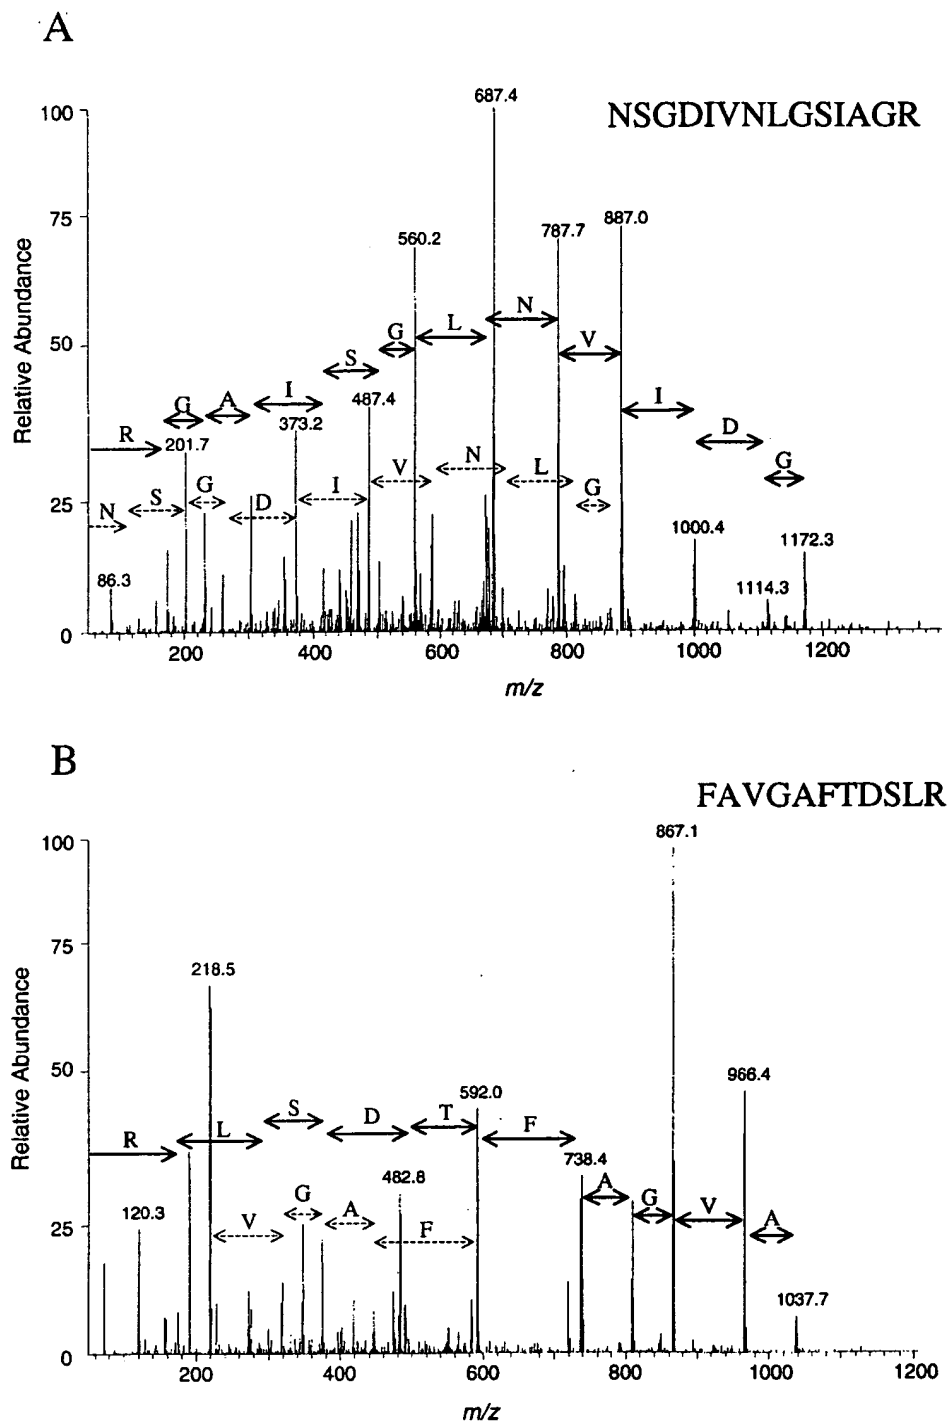 A
NSGDIVNLGSIAGR
687.4
100
887.0
787.7
560.2
75
N
L
V
G
50
S
I
487.4
A
I
G
373.2
D
R
201.7
G
N
V
L
I
G
S
G
D
N
25
1000.4
1172.3
86.3
1114.3
0
200 400 600 800 1000 1200
m/z
Relative Abundance
B
FAVGAFTDSLR
867.1
100
75
218.5
966.4
50
592.0
S
D
T
F
R
L
738.4
482.8
A
G
V
G
A
A
120.3
V
F
25
1037.7
0
200 400 600 800 1000 1200
m/z
Relative Abundance